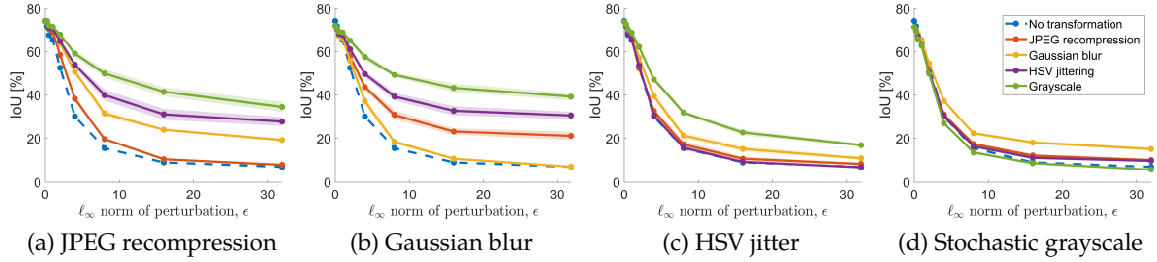 80
60
40
20
0
IoU [%]
0 10 20 30
ℓ∞ norm of perturbation, ϵ
(a) JPEG recompression
80
60
40
20
0
IoU [%]
0 10 20 30
ℓ∞ norm of perturbation, ϵ
(b) Gaussian blur
80
60
40
20
0
IoU [%]
0 10 20 30
ℓ∞ norm of perturbation, ϵ
(c) HSV jitter
80
60
40
20
0
IoU [%]
No transformation
JPEG recompression
Gaussian blur
HSV jittering
Grayscale
0 10 20 30
ℓ∞ norm of perturbation, ϵ
(d) Stochastic grayscale